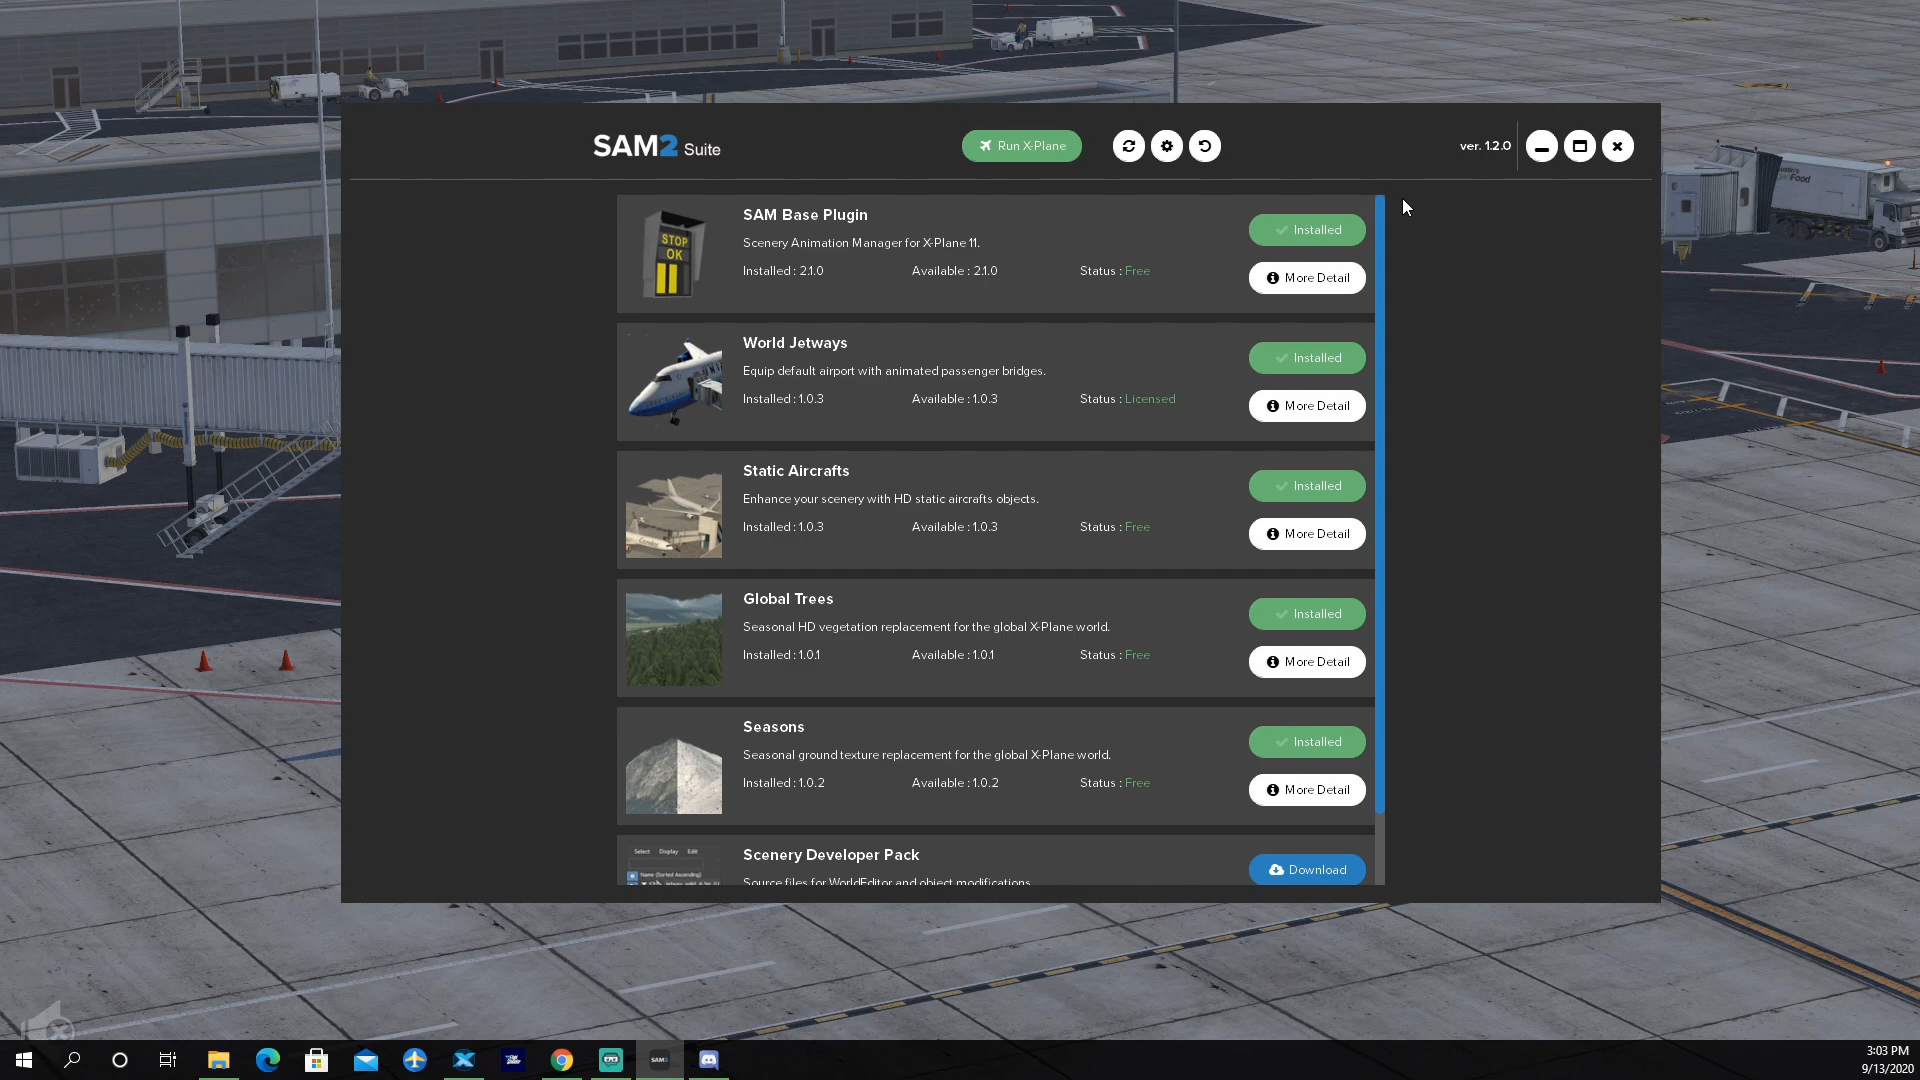 SAM2 Suite
Run X-Plane
ver. 1.2.0
STOP
OK
SAM Base Plugin
Scenery Animation Manager for X-Plane 11.
Installed : 2.1.0 Available : 2.1.0 Status : Free
Installed
More Detail
World Jetways
Equip default airport with animated passenger bridges.
Installed : 1.0.3 Available : 1.0.3 Status : Licensed
Installed
More Detail
Static Aircrafts
Enhance your scenery with HD static aircrafts objects.
Installed : 1.0.3 Available : 1.0.3 Status : Free
Installed
More Detail
Global Trees
Seasonal HD vegetation replacement for the global X-Plane world.
Installed : 1.0.1 Available : 1.0.1 Status : Free
Installed
More Detail
Seasons
Seasonal ground texture replacement for the global X-Plane world.
Installed : 1.0.2 Available : 1.0.2 Status : Free
Installed
More Detail
Select Display Edit
Name (Sorted Ascending)
Scenery Developer Pack
Source files for WorldEditor and object modifications
Download
SAM2
3:03 PM
9/13/2020